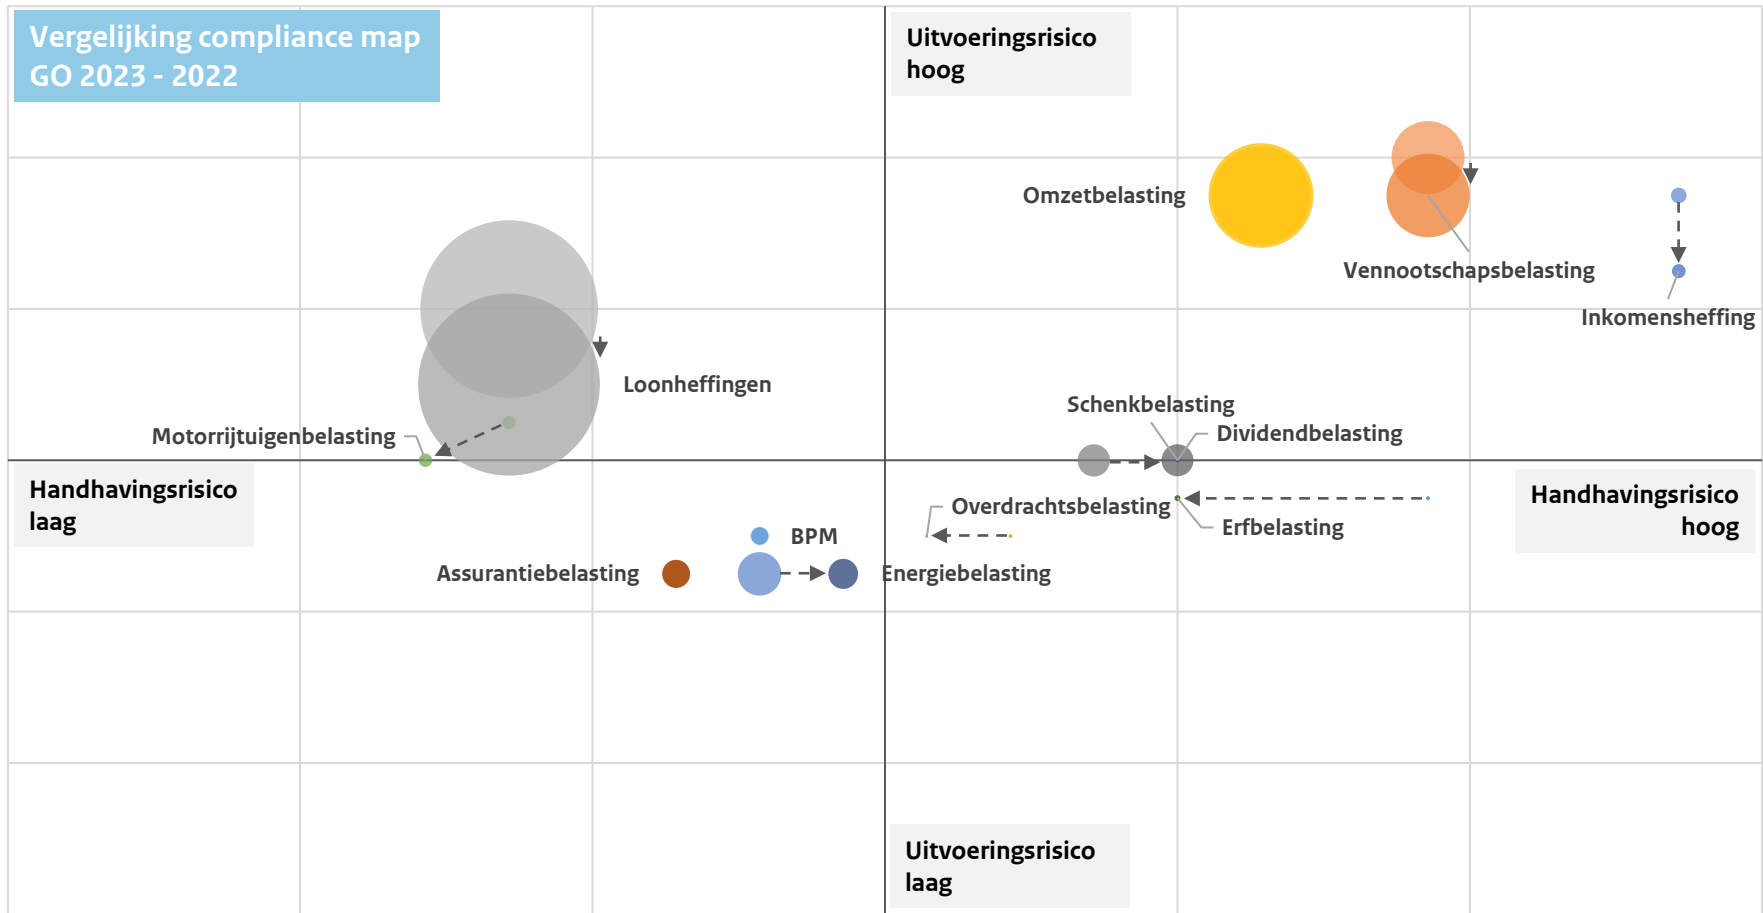 Vergelijking compliance map
GO 2023 - 2022
Uitvoeringsrisico
hoog
Omzetbelasting
Vennootschapsbelasting
Inkomensheffing
Loonheffingen
Schenkbelasting
Dividendbelasting
Motorrijtuigenbelasting
Handhavingsrisico
laag
Handhavingsrisico
hoog
Overdrachtsbelasting
Erfbelasting
BPM
Assurantiebelasting
Energiebelasting
Uitvoeringsrisico
laag